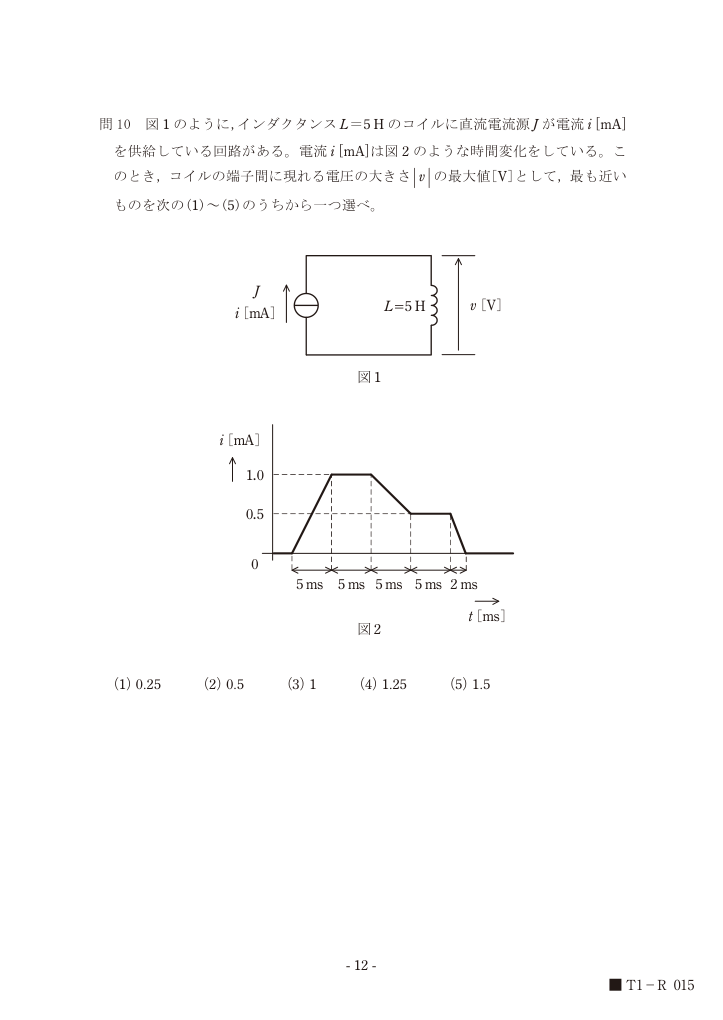 問 10　図 1 のように，インダクタンス L＝5 H のコイルに直流電流源 J が電流 i［mA］
を供給している回路がある。電流 i［mA］は図 2 のような時間変化をしている。こ
のとき，コイルの端子間に現れる電圧の大きさ|v|の最大値［V］として，最も近い
ものを次の(1)～(5)のうちから一つ選べ。
J
i［mA］
L=5 H
v［V］
図 1
i［mA］
1.0
0.5
0
5 ms 5 ms 5 ms 5 ms 2 ms
t［ms］
図 2
(1) 0.25 (2) 0.5 (3) 1 (4) 1.25 (5) 1.5
- 12 -
■ T1－R 015